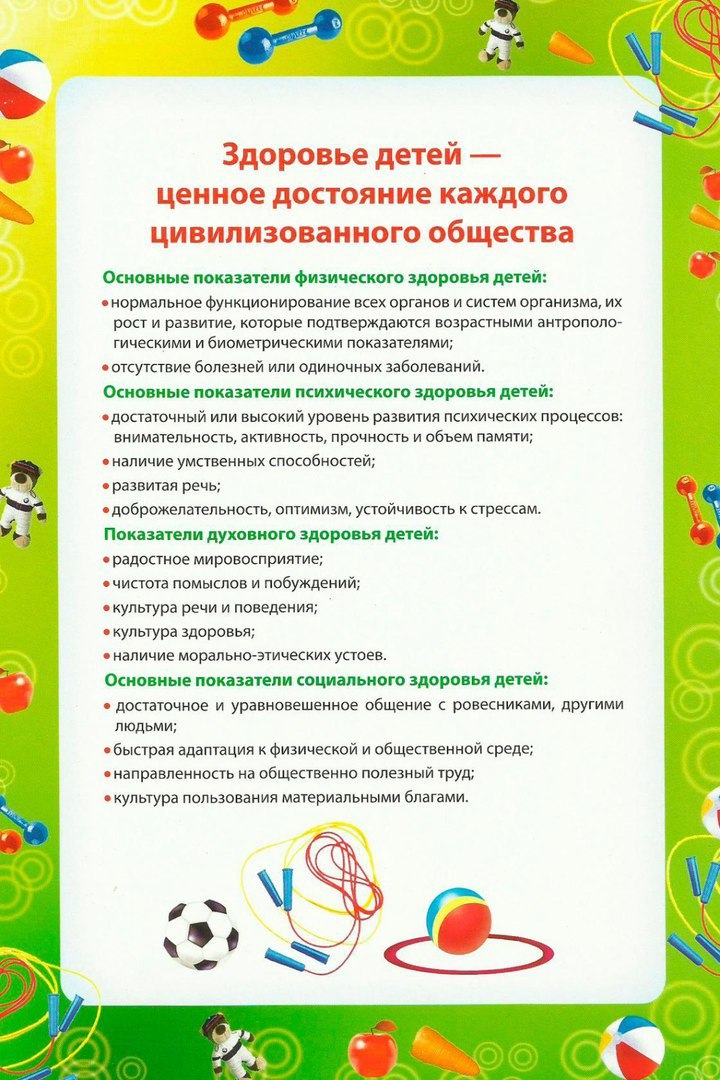 Здоровье детей —
ценное достояние каждого
цивилизованного общества
Основные показатели физического здоровья детей:
• нормальное функционирование всех органов и систем организма, их
рост и развитие, которые подтверждаются возрастными антрополо-
гическими и биометрическими показателями;
• отсутствие болезней или одиночных заболеваний.
Основные показатели психического здоровья детей:
• достаточный или высокий уровень развития психических процессов:
внимательность, активность, прочность и объем памяти;
• наличие умственных способностей;
• развитая речь;
• доброжелательность, оптимизм, устойчивость к стрессам.
Показатели духовного здоровья детей:
• радостное мировосприятие;
• чистота помыслов и побуждений;
• культура речи и поведения;
• культура здоровья;
• наличие морально-этических устоев.
Основные показатели социального здоровья детей:
• достаточное и уравновешенное общение с ровесниками, другими
людьми;
• быстрая адаптация к физической и общественной среде;
• направленность на общественно полезный труд;
• культура пользования материальными благами.